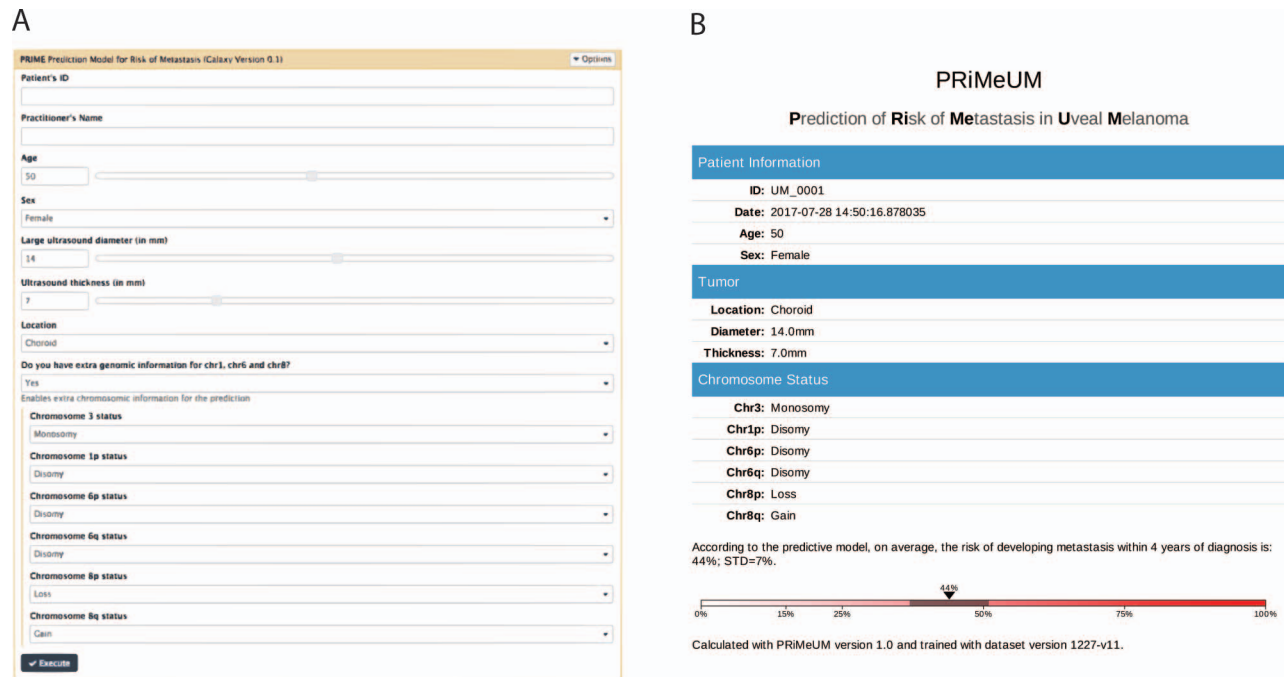 A
PRIME Prediction Model for Risk of Metastasis (Galaxy Version 0.1)
Options
Patient's ID
Practitioner's Name
Age
50
Sex
Female
Large ultrasound diameter (in mm)
14
Ultrasound thickness (in mm)
7
Location
Choroid
Do you have extra genomic information for chr1, chr6 and chr8?
Yes
Enables extra chromosomic information for the prediction
Chromosome 3 status
Monosomy
Chromosome 1p status
Disomy
Chromosome 6p status
Disomy
Chromosome 6q status
Disomy
Chromosome 8p status
Loss
Chromosome 8q status
Gain
Execute
B
PRiMeUM
Prediction of Risk of Metastasis in Uveal Melanoma
Patient Information
ID: UM_0001
Date: 2017-07-28 14:50:16.878035
Age: 50
Sex: Female
Tumor
Location: Choroid
Diameter: 14.0mm
Thickness: 7.0mm
Chromosome Status
Chr3: Monosomy
Chr1p: Disomy
Chr6p: Disomy
Chr6q: Disomy
Chr8p: Loss
Chr8q: Gain
According to the predictive model, on average, the risk of developing metastasis within 4 years of diagnosis is:
44%; STD=7%.
44%
0% 15% 25% 50% 75% 100%
Calculated with PRiMeUM version 1.0 and trained with dataset version 1227-v11.